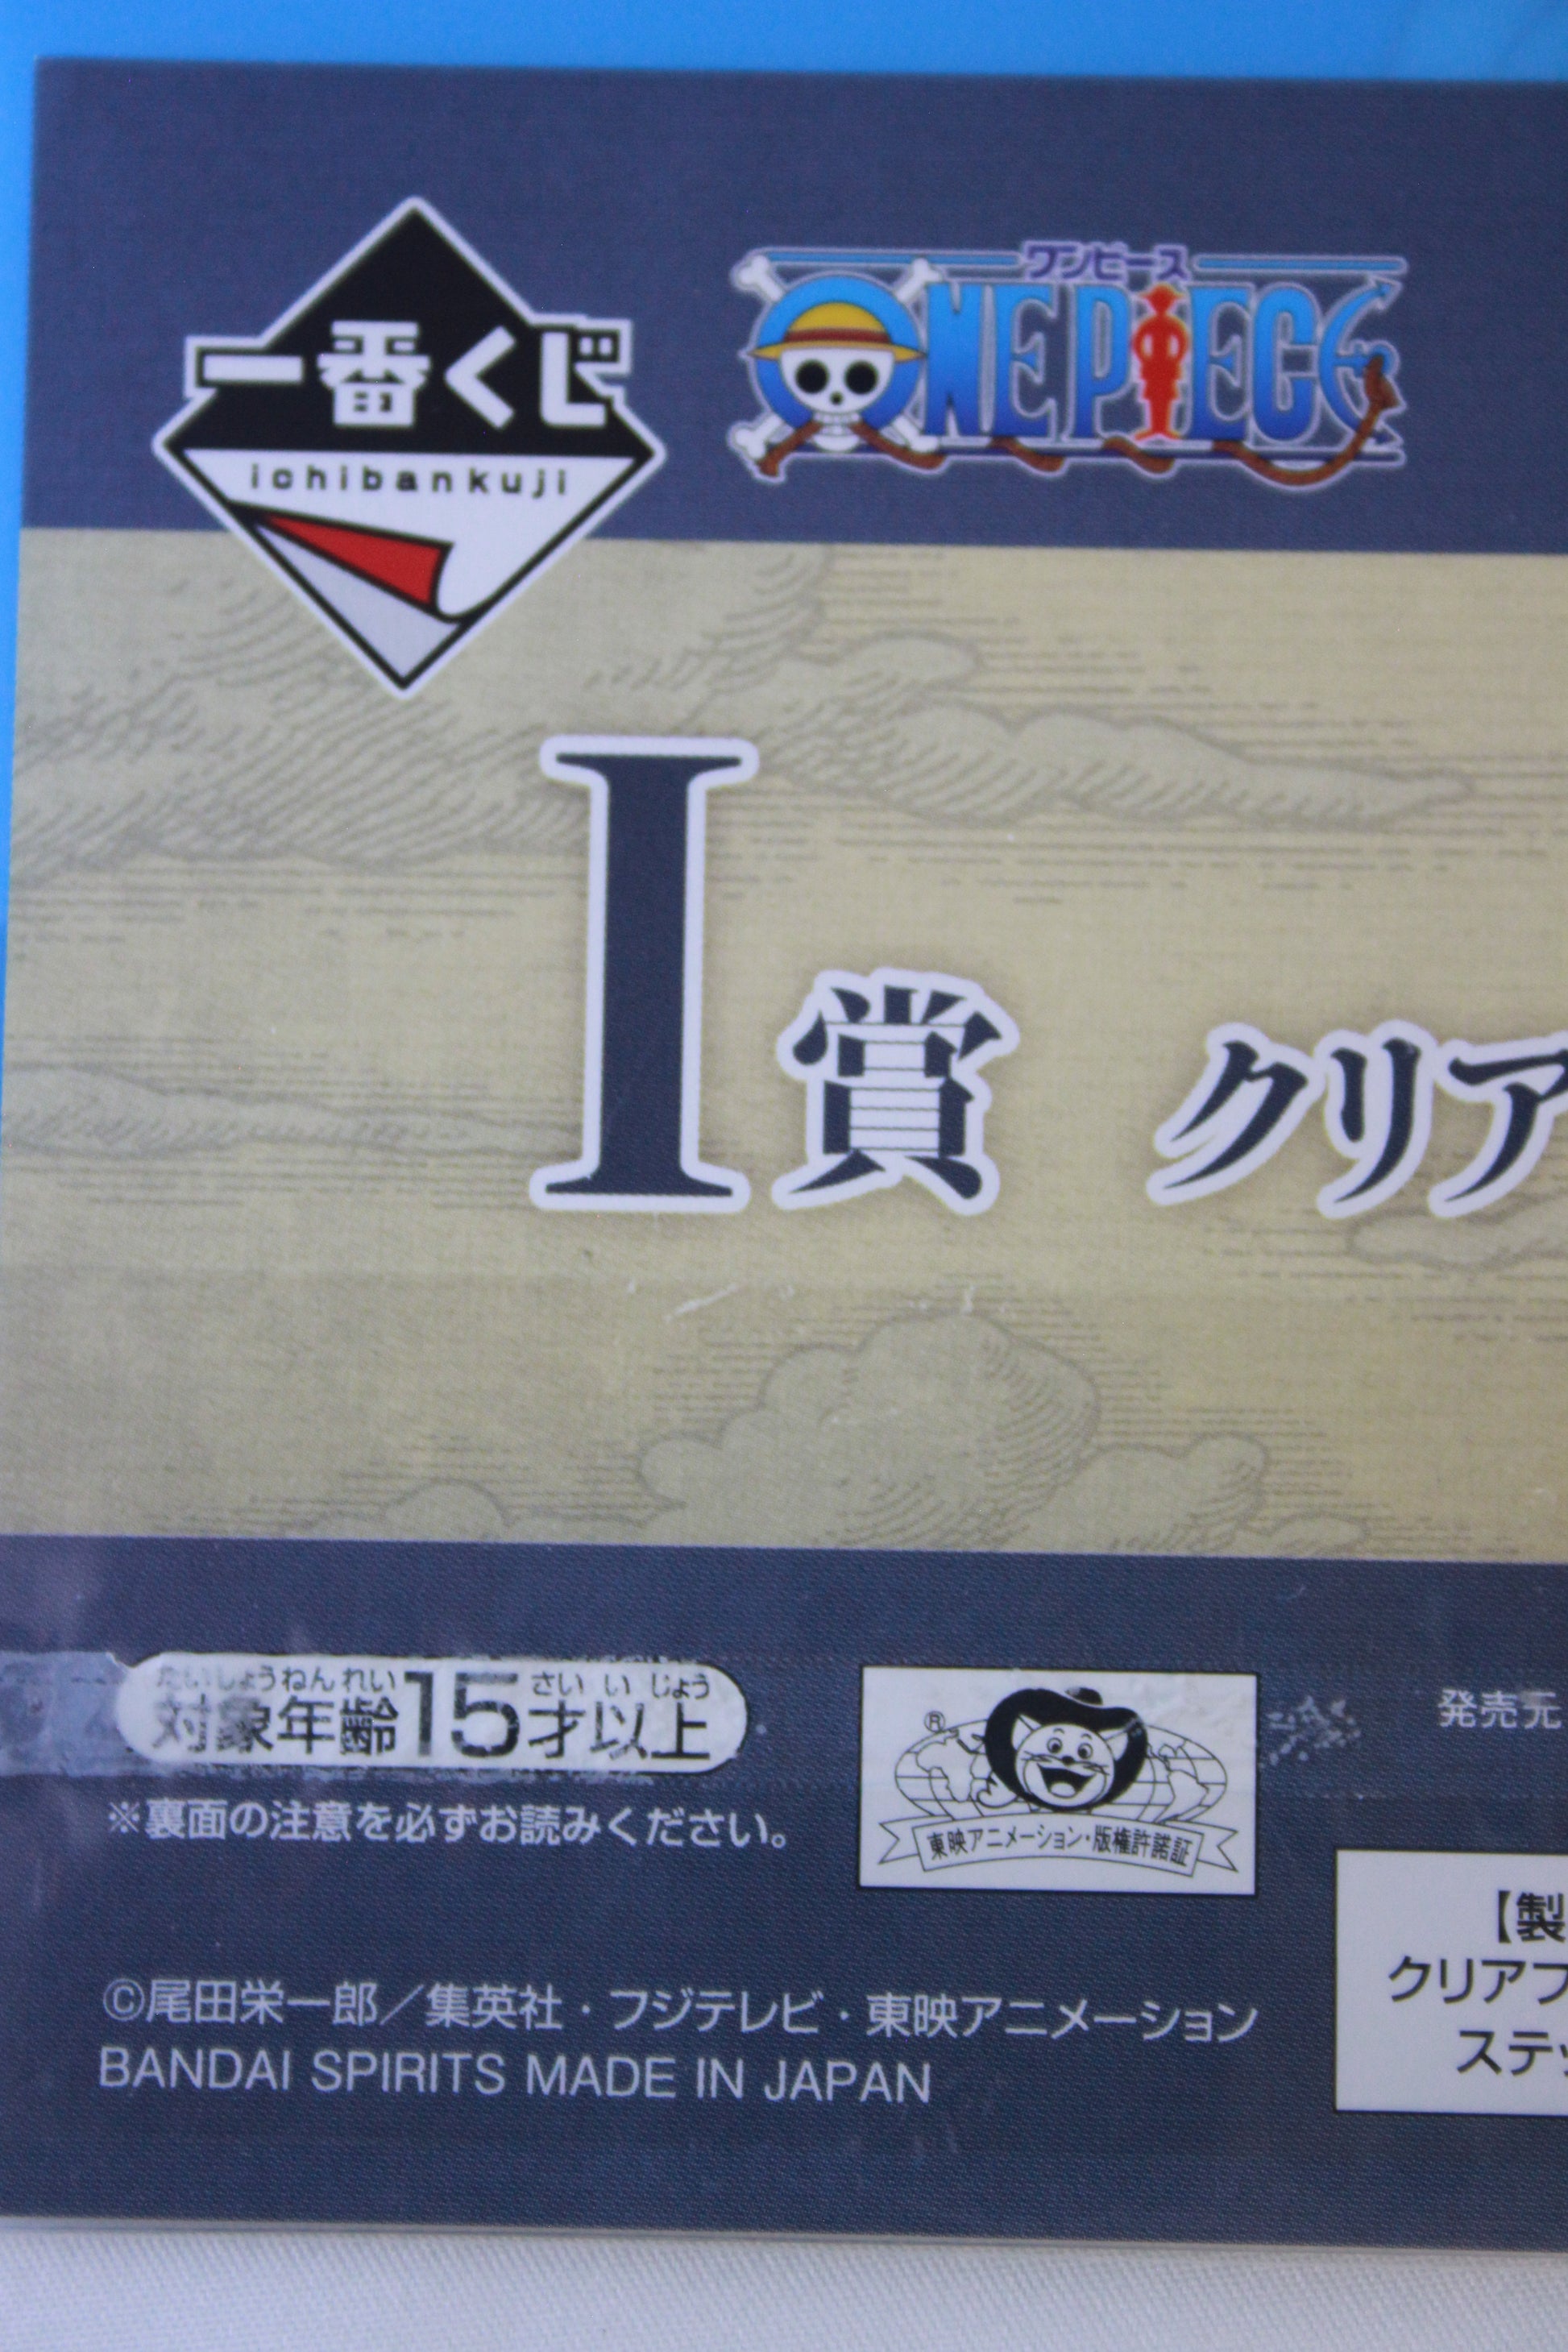 一番くじ
ichibankuji
ワンピース
ONE PIECE
I賞 クリア
たいしょうねんれい さい い じょう
対象年齢15才以上
※裏面の注意を必ずお読みください。
®
東映アニメーション・版権許諾証
発売元
【製
クリアフ
ステッ
©尾田栄一郎／集英社・フジテレビ・東映アニメーション
BANDAI SPIRITS MADE IN JAPAN